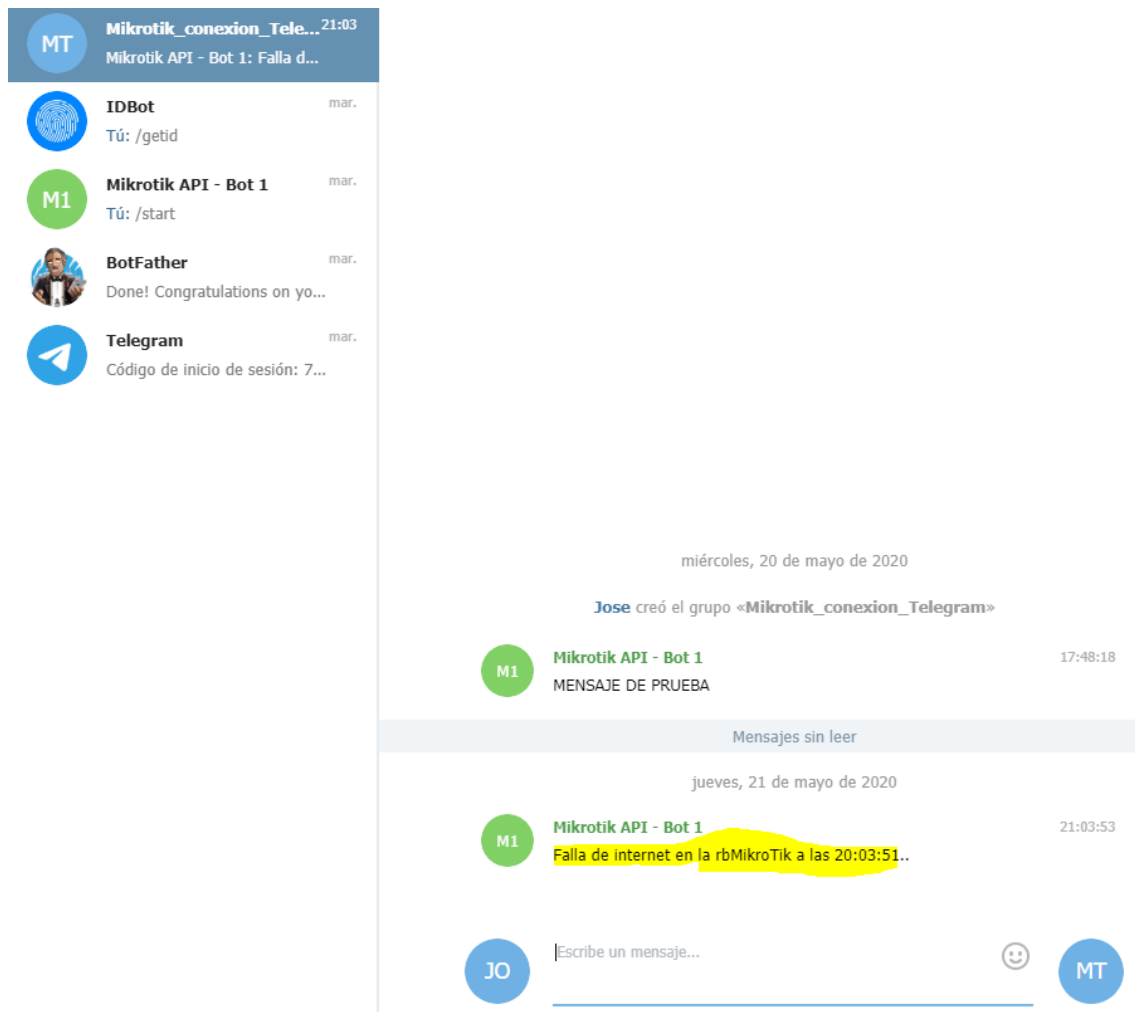 MT
Mikrotik_conexion_Tele... 21:03
Mikrotik API - Bot 1: Falla d...
IDBot mar.
Tú: /getid
M1
Mikrotik API - Bot 1 mar.
Tú: /start
BotFather mar.
Done! Congratulations on yo...
Telegram mar.
Código de inicio de sesión: 7...
miércoles, 20 de mayo de 2020
Jose creó el grupo «Mikrotik_conexion_Telegram»
M1
Mikrotik API - Bot 1 17:48:18
MENSAJE DE PRUEBA
Mensajes sin leer
jueves, 21 de mayo de 2020
M1
Mikrotik API - Bot 1 21:03:53
Falla de internet en la rbMikroTik a las 20:03:51..
JO
Escribe un mensaje...
MT